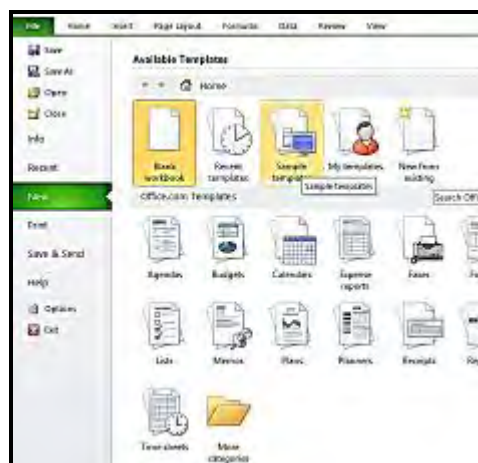 File Home Insert Page Layout Formulas Data Review View
Save
Save As
Open
Close
Info
Recent
New
Print
Save & Send
Help
Options
Exit
Available Templates
Home
Blank workbook
Recent templates
Sample templates
My templates
New from existing
Sample templates
Office.com Templates
Search Offi
Agendas
Budgets
Calendars
Expense reports
Faxes
Lists
Memos
Plans
Planners
Receipts
Time sheets
More categories